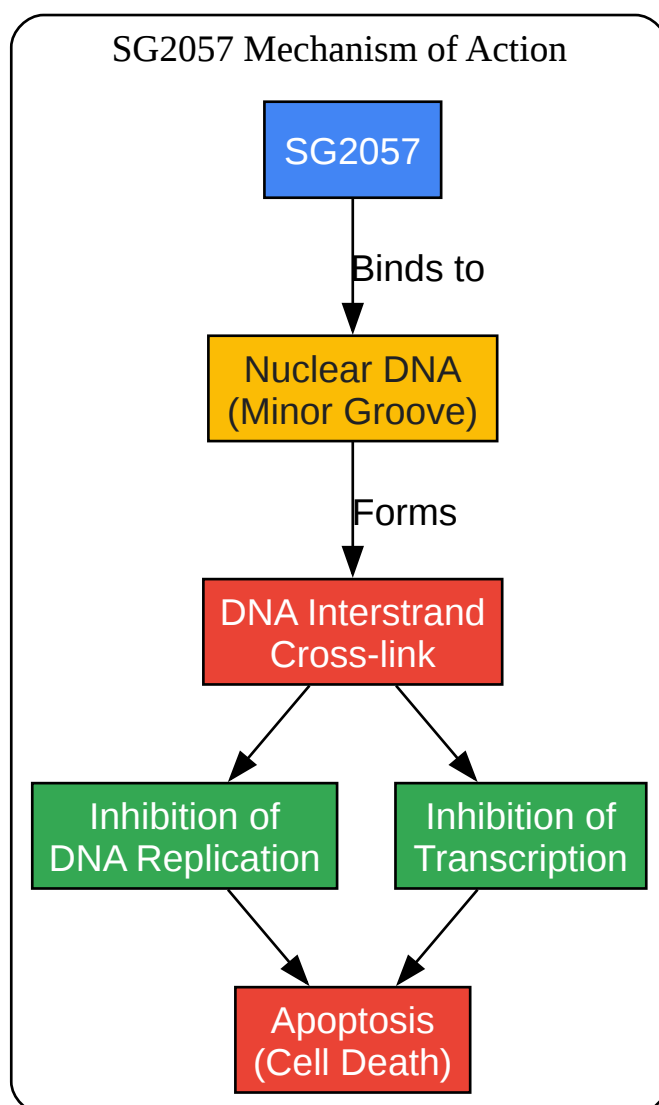 SG2057 Mechanism of Action
SG2057
Binds to
Nuclear DNA
(Minor Groove)
Forms
DNA Interstrand
Cross-link
Inhibition of
DNA Replication
Inhibition of
Transcription
Apoptosis
(Cell Death)